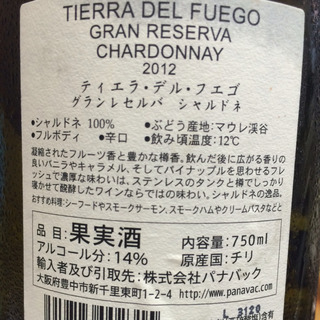 TIERRA DEL FUEGO
GRAN RESERVA
CHARDONNAY
2012
ティエラ・デル・フエゴ
グランレセルバ シャルドネ
●シャルドネ 100% ●ぶどう産地:マウレ渓谷
●フルボディ ●辛口 ●飲み頃温度:12℃
凝縮されたフルーツ香と豊かな樽香。飲んだ後に広がる香りの
良いバニラやキャラメル、そしてパイナップルを思わせるフレ
ッシュで濃厚な味わいは、ステンレスのタンクと樽でしっかり
寝かせて醗酵したワインならではの味わい。シャルドネの逸品。
おすすめ料理:シーフードやスモークサーモン、スモークハムやクリームパスタなどと
品 目:果実酒 内容量:750ml
アルコール分:14% 原産国:チリ
輸入者及び引取先:株式会社パナバック
大阪府豊中市新千里東町1-2-4 http://www.panavac.com
L 3120
含有